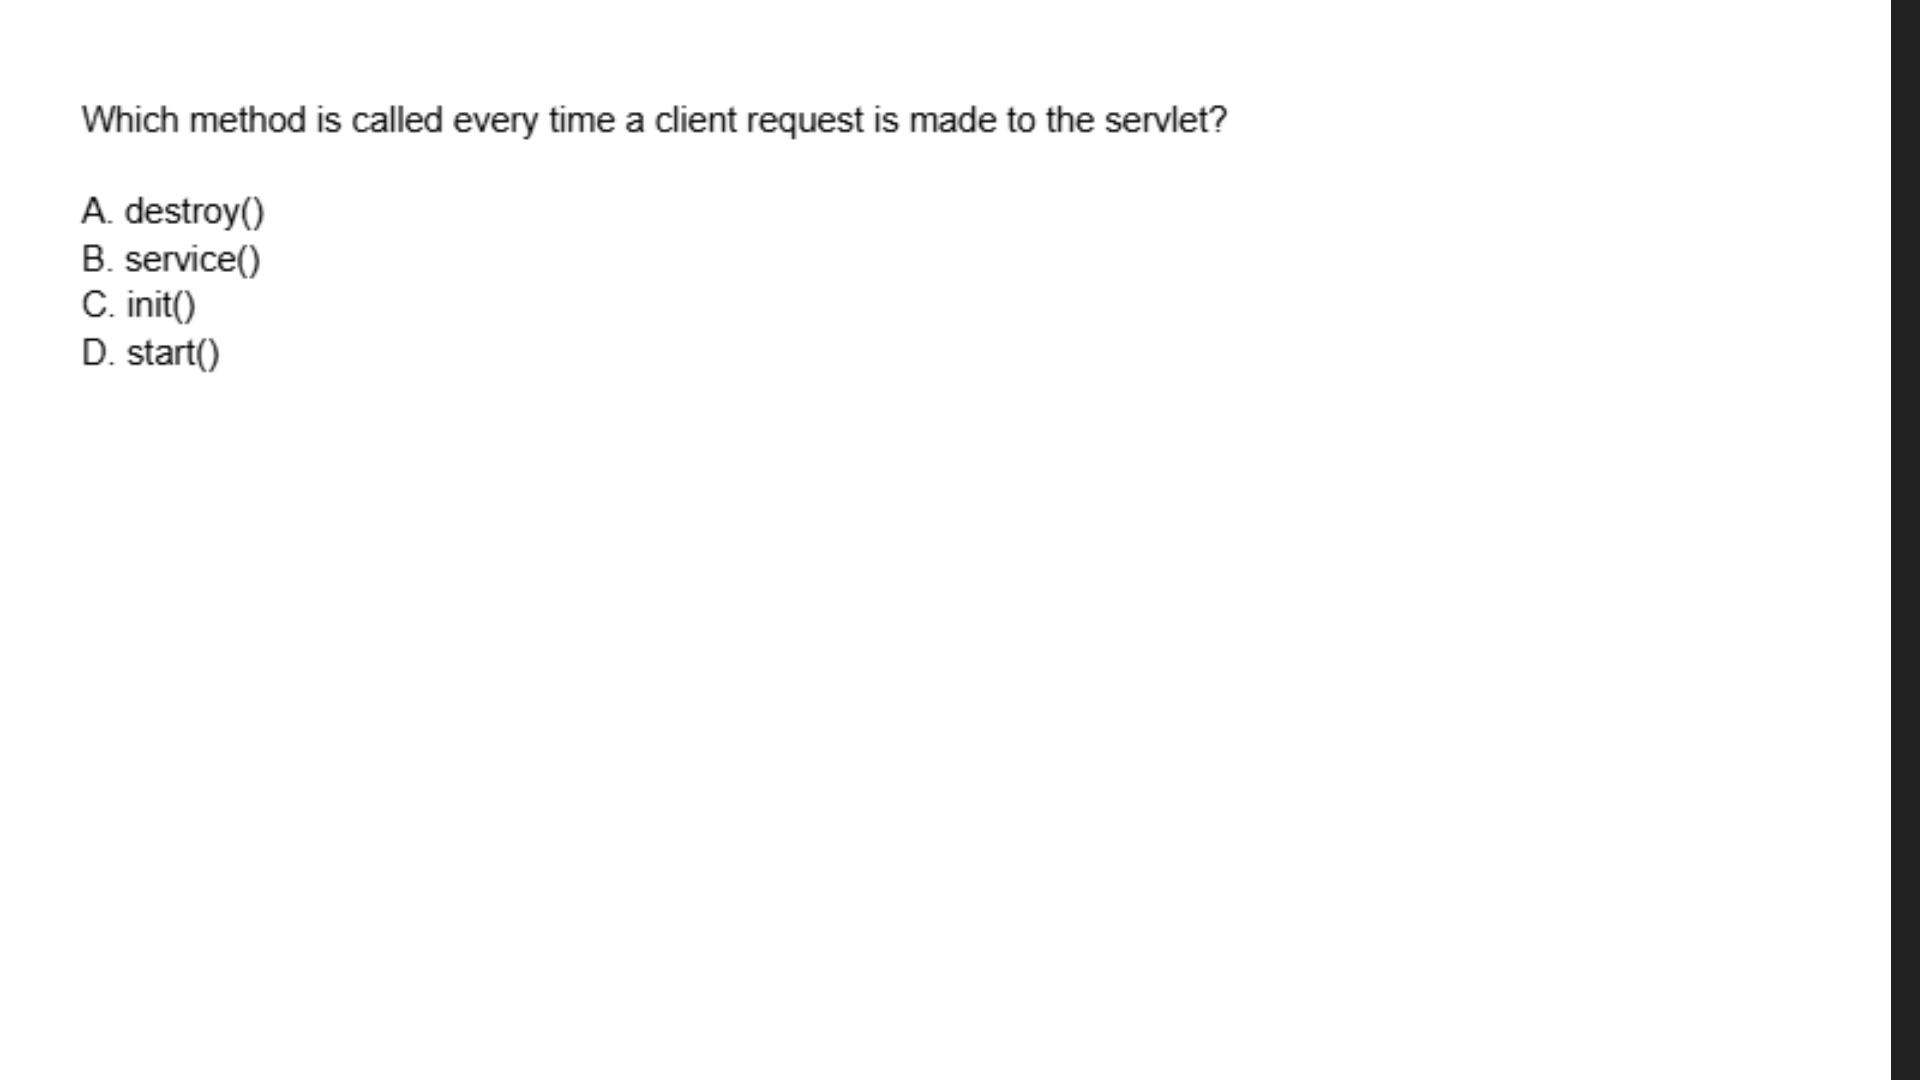 Which method is called every time a client request is made to the servlet?
A. destroy()
B. service()
C. init()
D. start()